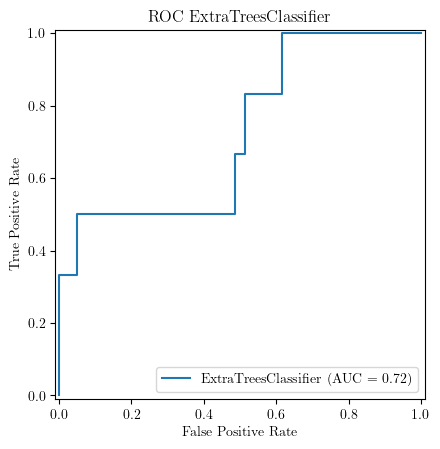 ROC ExtraTreesClassifier
1.0
0.8
0.6
0.4
0.2
0.0
True Positive Rate
ExtraTreesClassifier (AUC = 0.72)
0.0 0.2 0.4 0.6 0.8 1.0
False Positive Rate